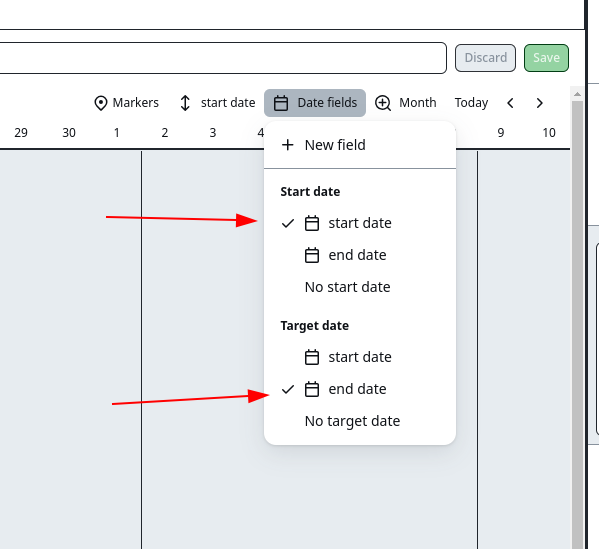 Discard Save
Markers start date Date fields Month Today
29 30 1 2 3 4 9 10
New field
Start date
start date
end date
No start date
Target date
start date
end date
No target date